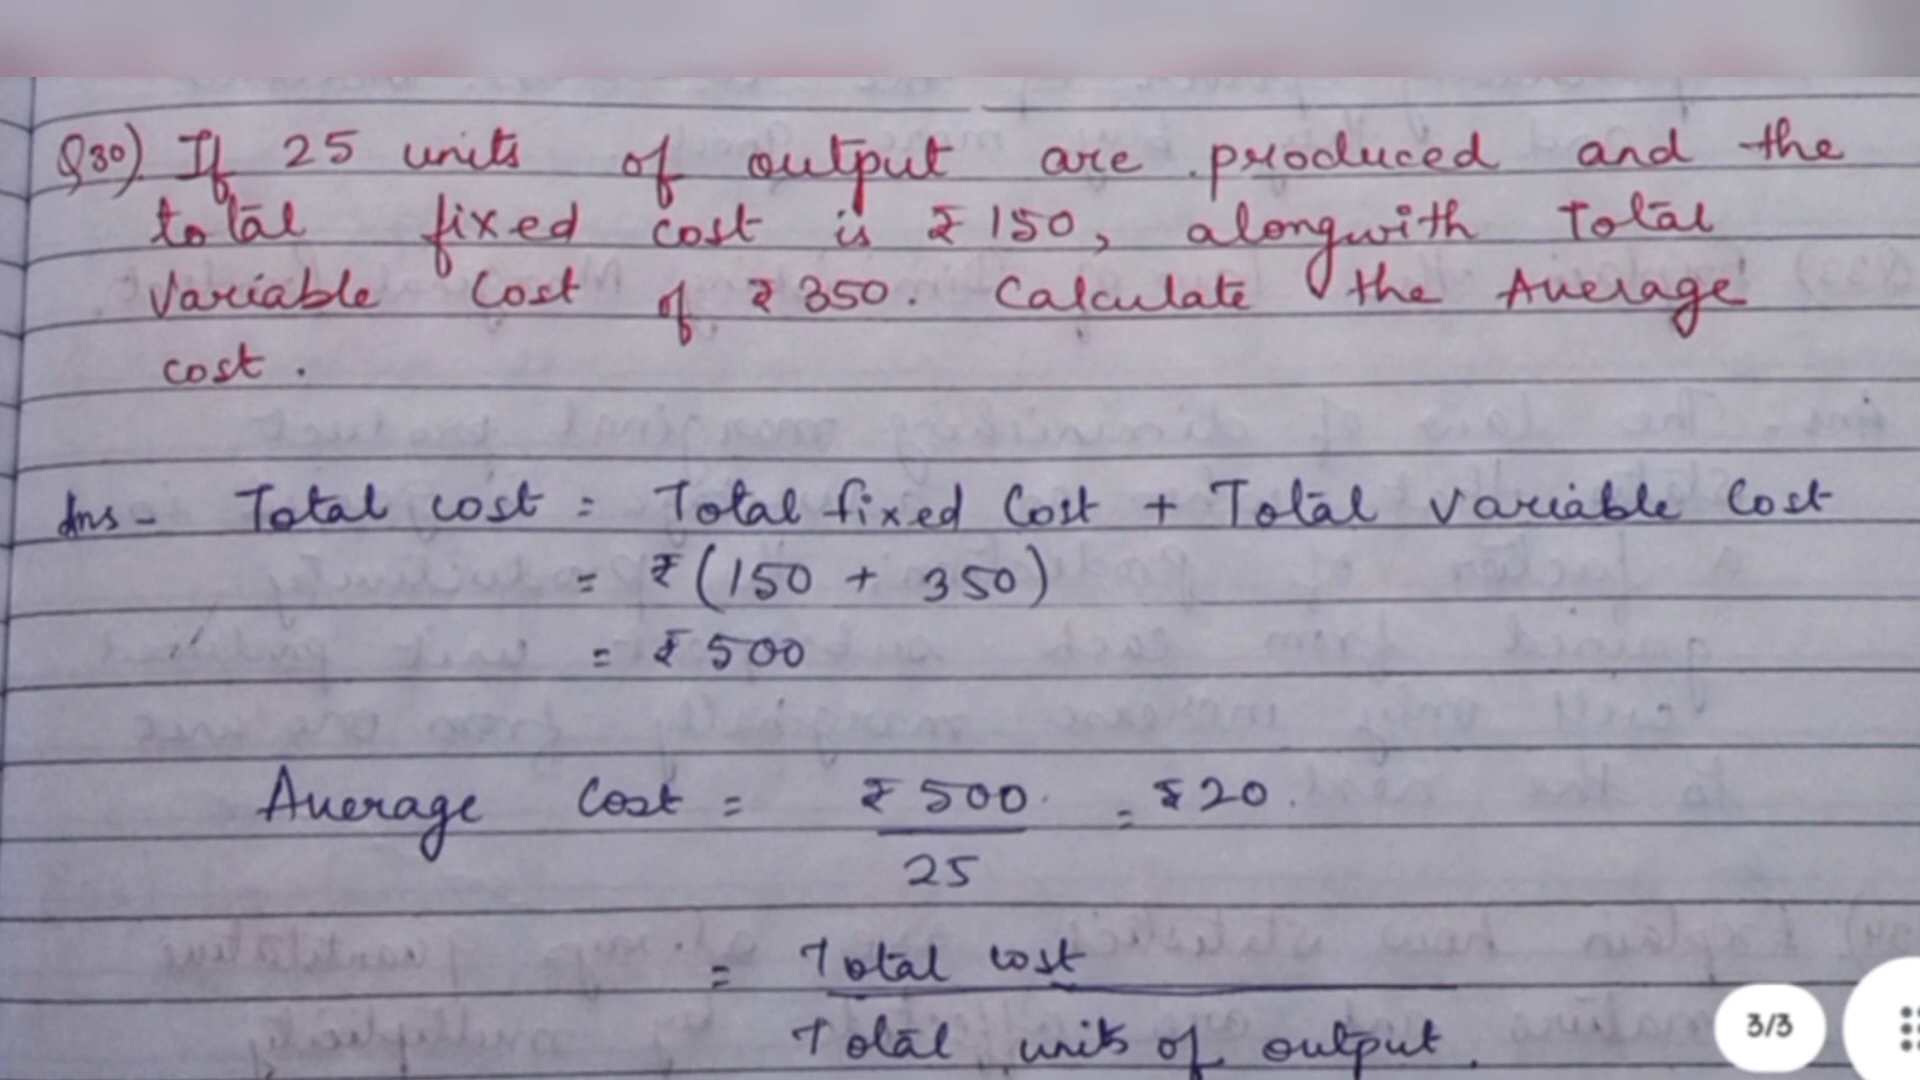 Q30) If 25 units of output are produced and the
total fixed cost is ₹150, alongwith Total
Variable Cost of ₹350. Calculate the Average
cost.
Ans- Total cost = Total fixed Cost + Total Variable Cost
= ₹(150 + 350)
= ₹500
Average Cost = ₹500 = ₹20.
25
= Total cost
Total units of output.
3/3